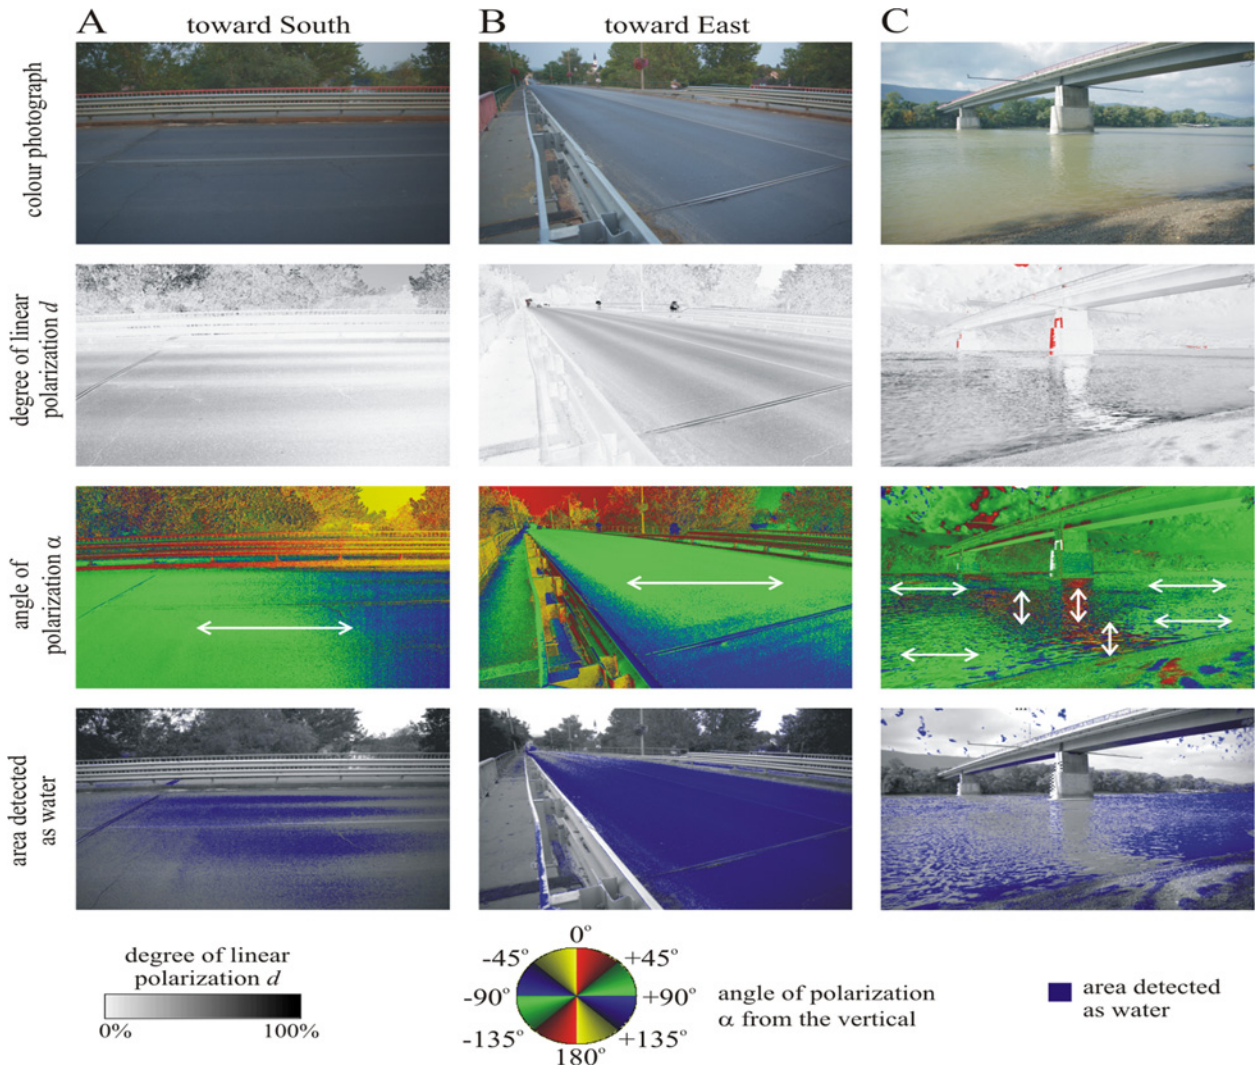 A
toward South
B
toward East
C
colour photograph
degree of linear
polarization d
angle of
polarization α
area detected
as water
degree of linear
polarization d
0%
100%
0°
-45°
+45°
-90°
+90°
-135°
+135°
180°
angle of polarization
α from the vertical
area detected
as water